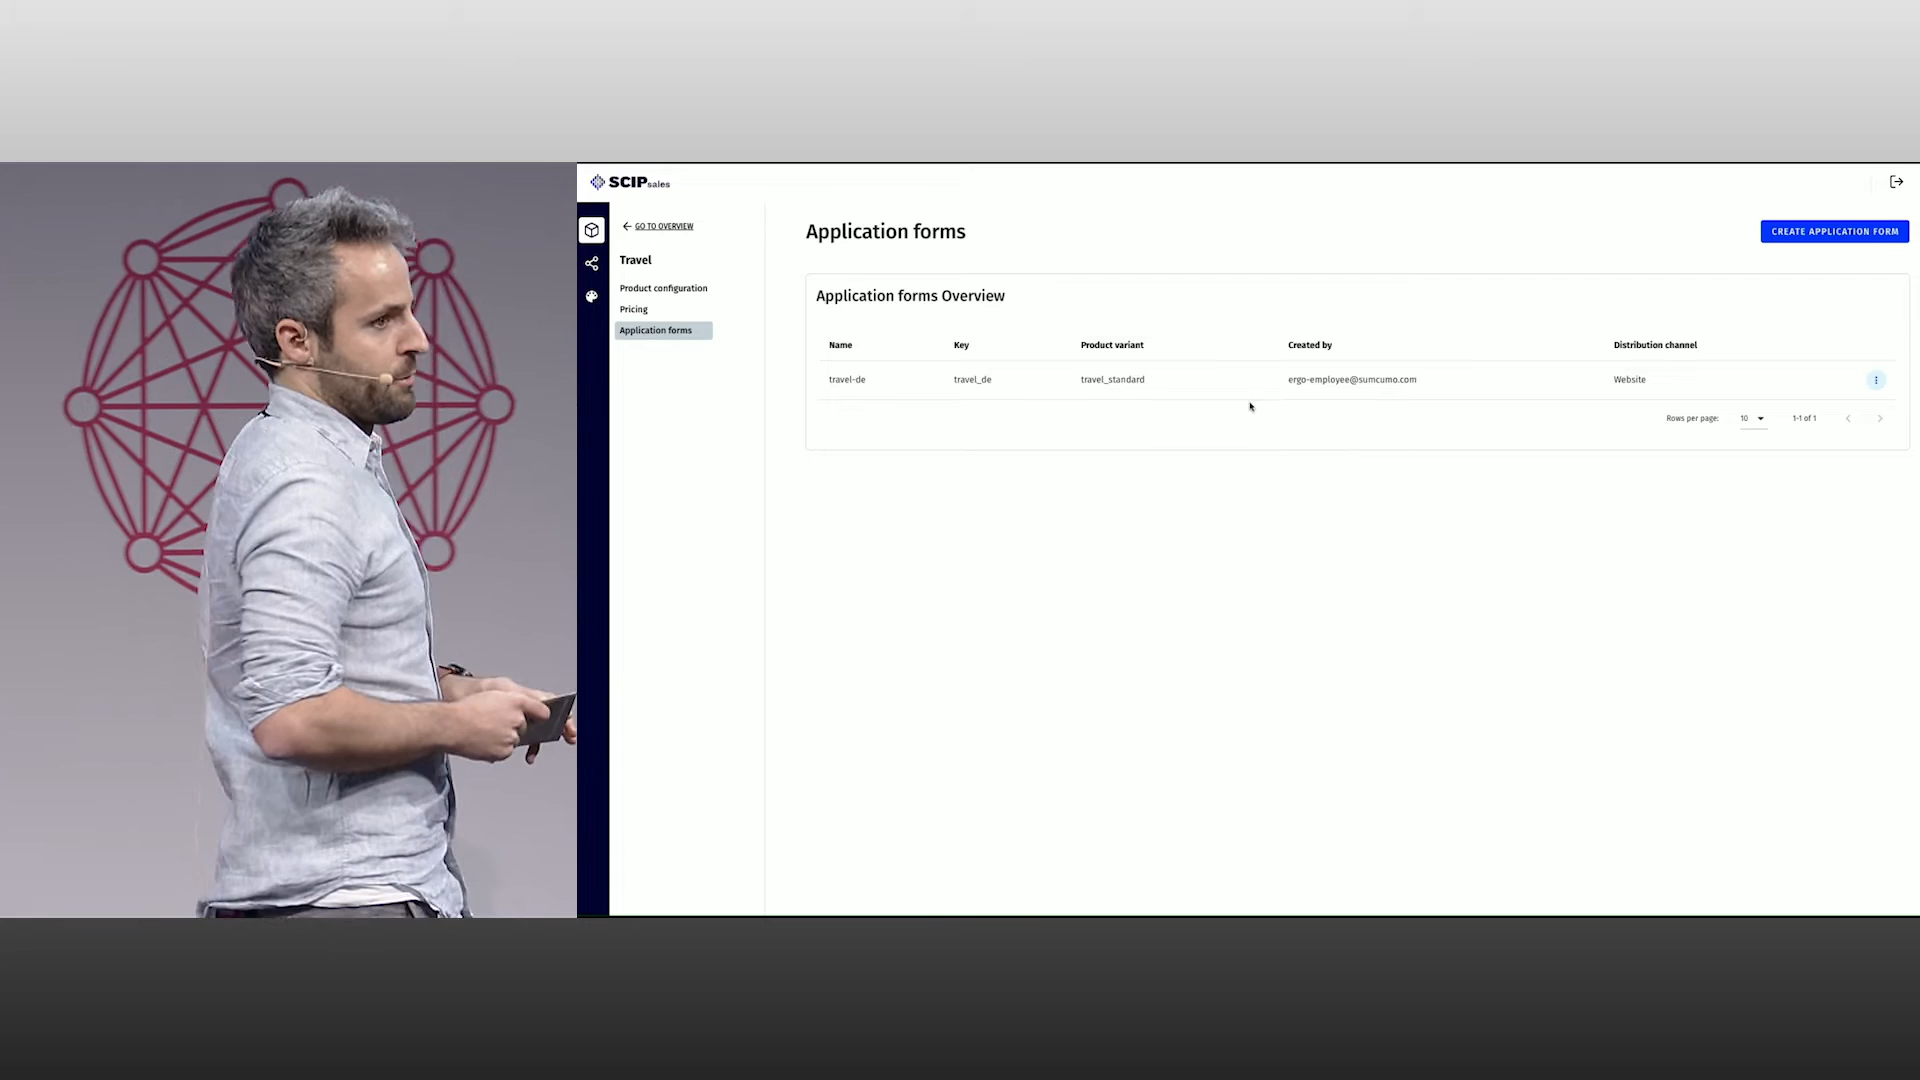 SCIPsales
GO TO OVERVIEW
Travel
Product configuration
Pricing
Application forms
Application forms
CREATE APPLICATION FORM
Application forms Overview
Name Key Product variant Created by Distribution channel
travel-de travel_de travel_standard ergo-employee@sumcumo.com Website
Rows per page: 10 1-1 of 1